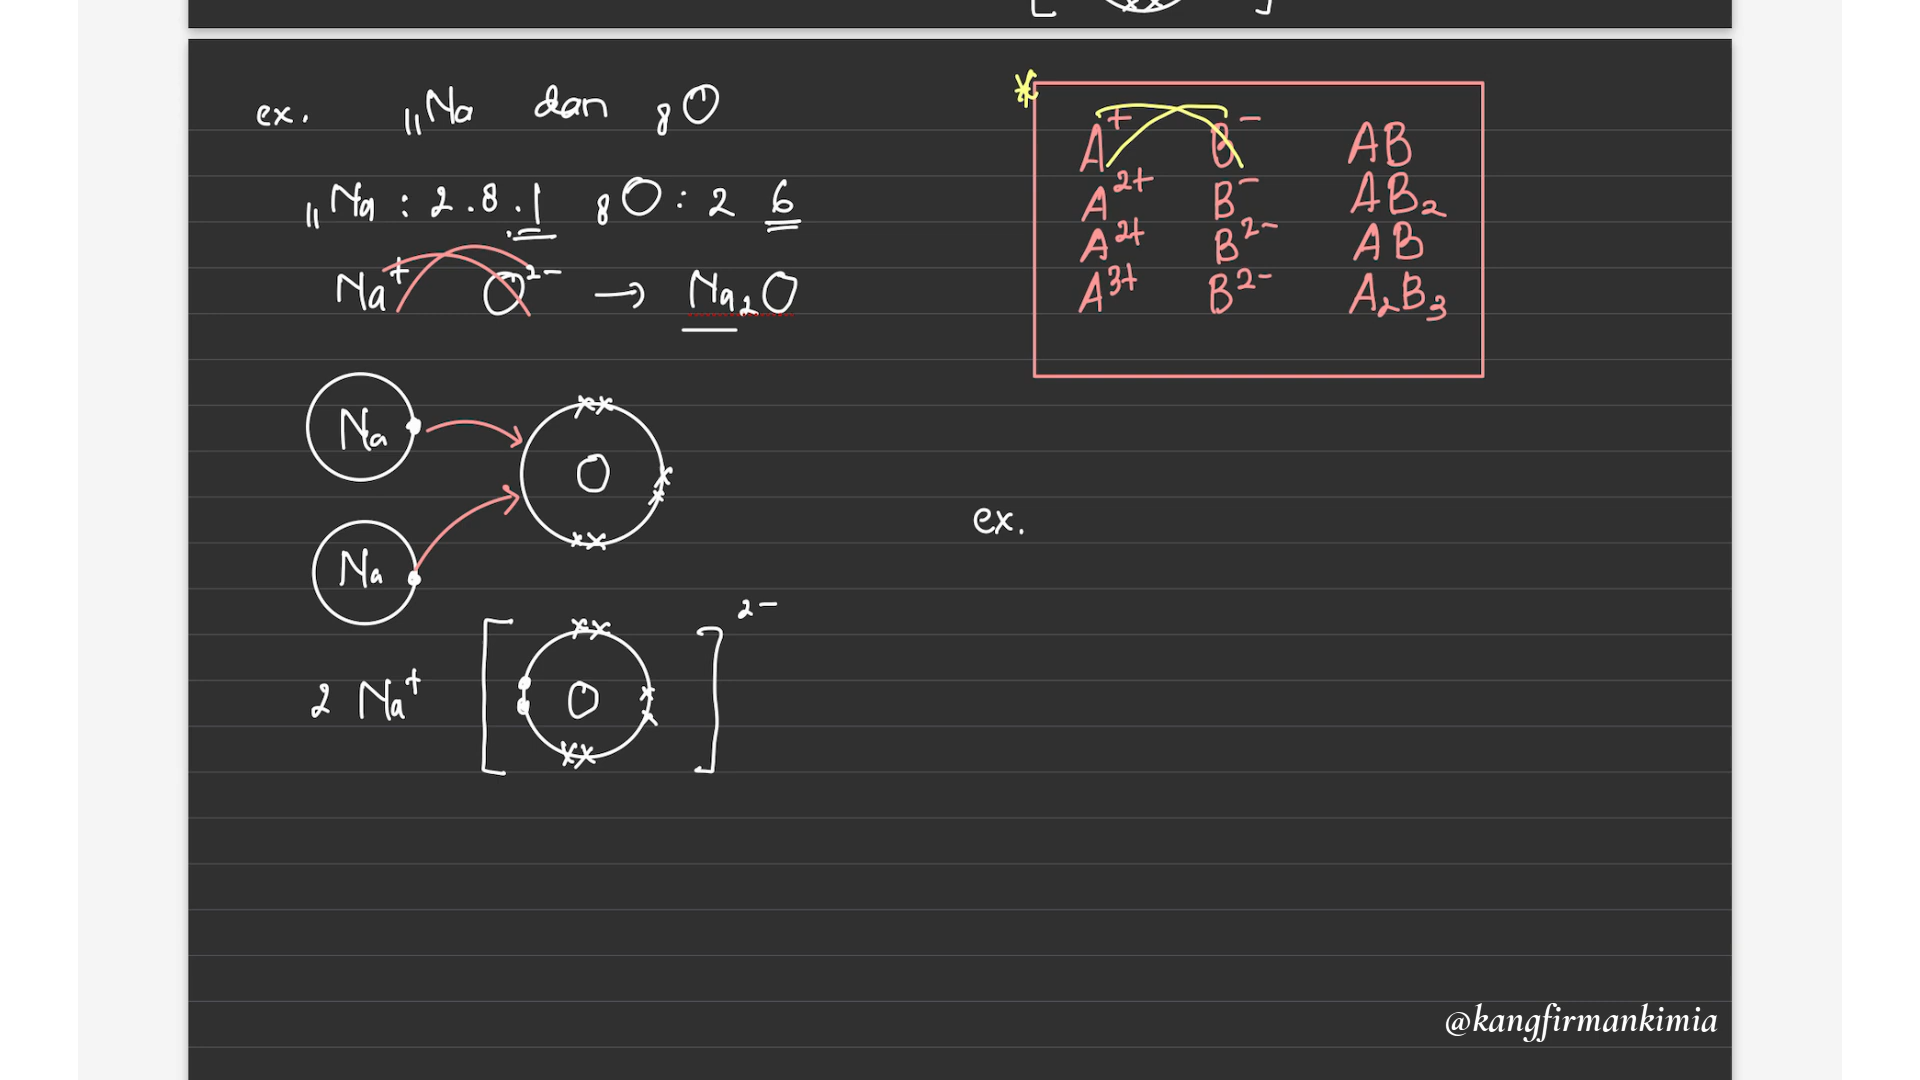 ex. ₁₁Na dan ₈O
₁₁Na : 2.8.1 ₈O : 2 6
Na⁺ O²⁻ → Na₂O
Na
O
Na
2 Na⁺ [ O ]²⁻
*
A⁺ B⁻ AB
A²⁺ B⁻ AB₂
A²⁺ B²⁻ AB
A³⁺ B²⁻ A₂B₃
ex.
@kangfirmankimia